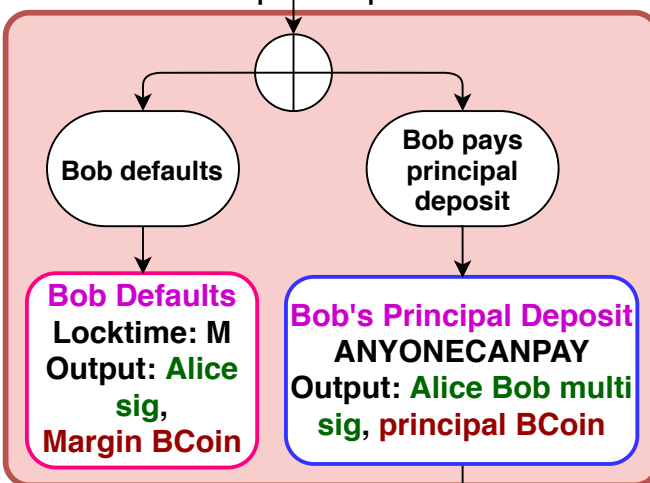 Bob defaults
Bob pays
principal
deposit
Bob Defaults
Locktime: M
Output: Alice
sig,
Margin BCoin
Bob's Principal Deposit
ANYONECANPAY
Output: Alice Bob multi
sig, principal BCoin